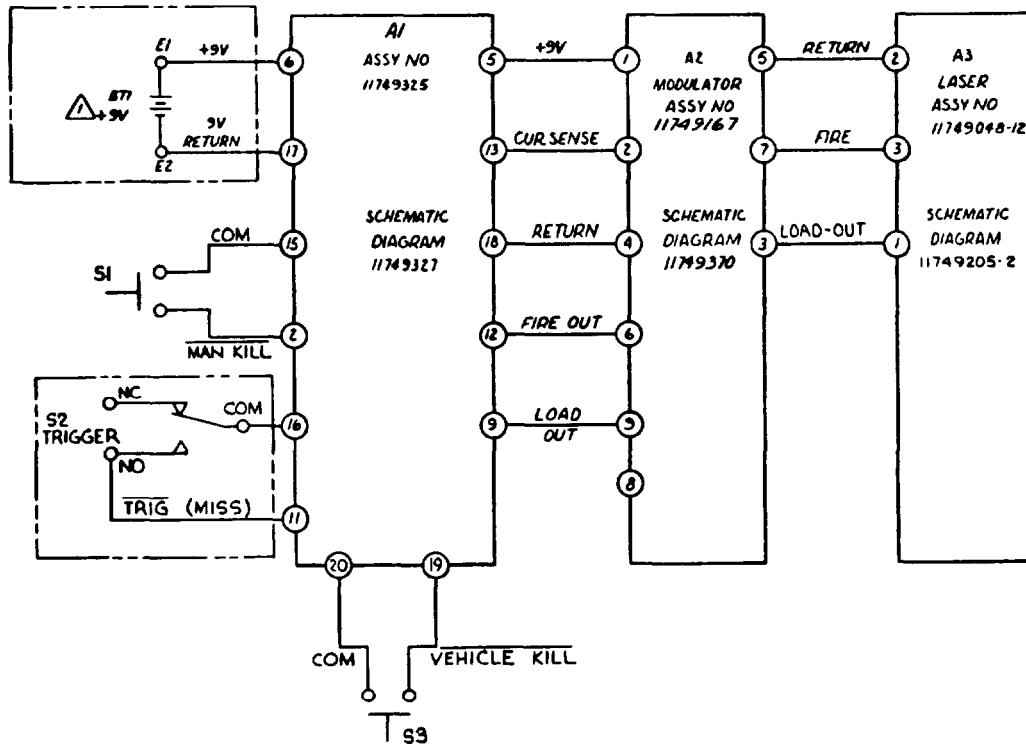 E1
+9V
6
BT1
1
+9V
9V
RETURN
E2
17
A1
ASSY NO
11749325
SCHEMATIC
DIAGRAM
11749327
COM
15
S1
2
MAN KILL
NC
COM
16
S2
TRIGGER
NO
TRIG (MISS)
11
20
19
COM
VEHICLE KILL
S3
5
+9V
1
13
CUR SENSE
2
18
RETURN
4
12
FIRE OUT
6
9
LOAD
OUT
8
A2
MODULATOR
ASSY NO
11749167
SCHEMATIC
DIAGRAM
11749370
5
RETURN
2
7
FIRE
3
3
LOAD-OUT
1
A3
LASER
ASSY NO
11749048-12
SCHEMATIC
DIAGRAM
11749205-2